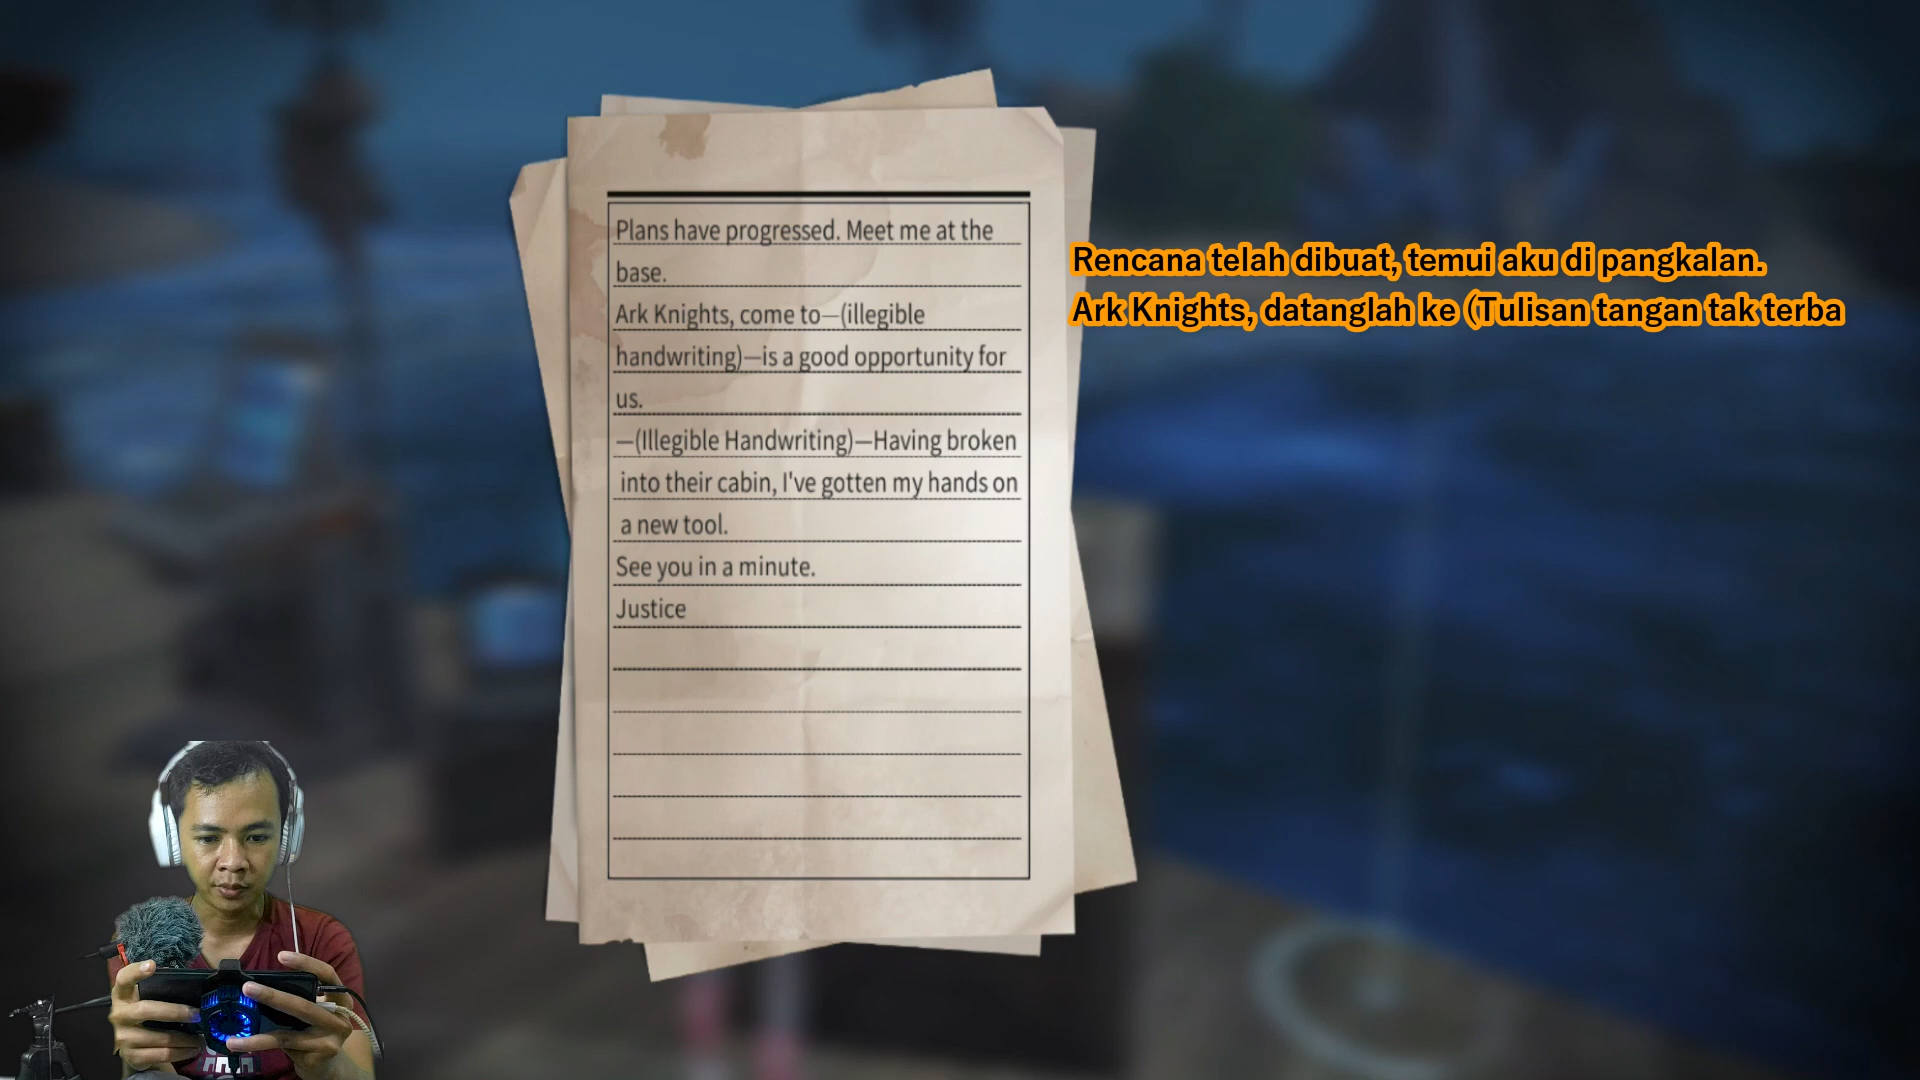 Plans have progressed. Meet me at the
base.
Ark Knights, come to—(illegible
handwriting)—is a good opportunity for
us.
—(Illegible Handwriting)—Having broken
into their cabin, I've gotten my hands on
a new tool.
See you in a minute.
Justice
Rencana telah dibuat, temui aku di pangkalan.
Ark Knights, datanglah ke (Tulisan tangan tak terba